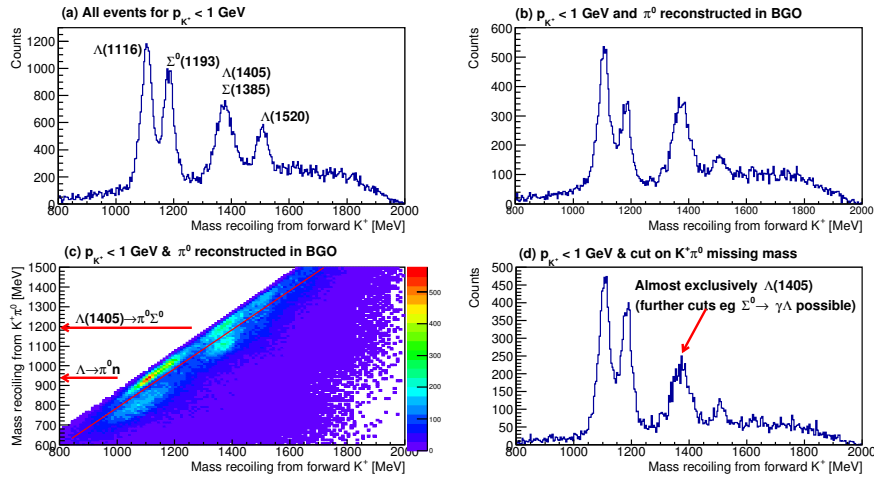 (a) All events for p_K+ < 1 GeV
Counts
1200
1000
800
600
400
200
0
Λ(1116)
Σ⁰(1193)
Λ(1405)
Σ(1385)
Λ(1520)
800 1000 1200 1400 1600 1800 2000
Mass recoiling from forward K⁺ [MeV]
(b) p_K+ < 1 GeV and π⁰ reconstructed in BGO
Counts
600
500
400
300
200
100
0
800 1000 1200 1400 1600 1800 2000
Mass recoiling from forward K⁺ [MeV]
(c) p_K+ < 1 GeV & π⁰ reconstructed in BGO
Mass recoiling from K⁺π⁰ [MeV]
1500
1400
1300
1200
1100
1000
900
800
700
600
Λ(1405)→π⁰Σ⁰
Λ→π⁰n
500
400
300
200
100
0
800 1000 1200 1400 1600 1800 2000
Mass recoiling from forward K⁺ [MeV]
(d) p_K+ < 1 GeV & cut on K⁺π⁰ missing mass
Counts
500
400
300
200
100
0
Almost exclusively Λ(1405)
(further cuts eg Σ⁰→ γΛ possible)
800 1000 1200 1400 1600 1800 2000
Mass recoiling from forward K⁺ [MeV]